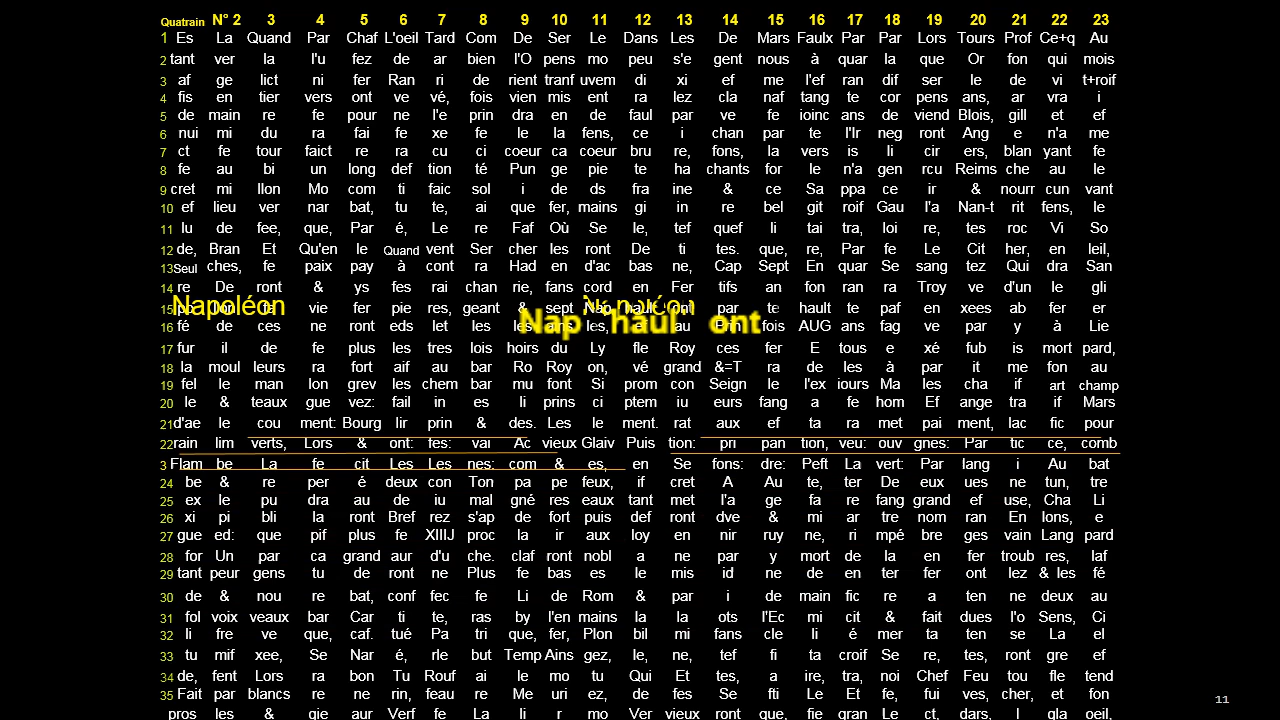 Quatrain N° 2 3 4 5 6 7 8 9 10 11 12 13 14 15 16 17 18 19 20 21 22 23
1 Es La Quand Par Chaf L'oeil Tard Com De Ser Le Dans Les De Mars Faulx Par Par Lors Tours Prof Ce+q Au
2 tant ver la l'u fez de ar bien l'O pens mo peu s'e gent nous à quar la que Or fon qui mois
3 af ge lict ni fer Ran ri de rient tranf uvem di xi ef me l'ef ran dif ser le de vi t+roif
4 fis en tier vers ont ve vé, fois vien mis ent ra lez cla naf tang te cor pens ans, ar vra i
5 de main re fe pour ne l'e prin dra en de faul par ve fe ioinc ans de viend Blois, gill et ef
6 nui mi du ra fai fe xe fe le la fens, ce i chan par te l'Ir neg ront Ang e n'a me
7 ct fe tour faict re ra cu ci coeur ca coeur bru re, fons, la vers is li cir ers, blan yant fe
8 fe au bi un long def tion té Pun ge pie te ha chants for le n'a gen rcu Reims che au le
9 cret mi llon Mo com ti faic sol i de ds fra ine & ce Sa ppa ce ir & nourr cun vant
10 ef lieu ver nar bat, tu te, ai que fer, mains gi in re bel git roif Gau l'a Nan-t rit fens, le
11 lu de fee, que, Par é, Le re Faf Où Se le, tef quef li tai tra, loi re, tes roc Vi So
12 de, Bran Et Qu'en le Quand vent Ser cher les ront De ti tes. que, re, Par fe Le Cit her, en leil,
13 Seul ches, fe paix pay à cont ra Had en d'ac bas ne, Cap Sept En quar Se sang tez Qui dra San
14 re De ront & ys fes rai chan rie, fans cord en Fer tifs an fon ran ra Tro ve d'un le gli
Napoléon
15 vie fer pie res, geant & sept par te hault te paf en xees ab fer er
Nap haul ont
16 fé de ces ne ront eds let les les, au fois AUG ans fag ve par y à Lie
17 fur il de fe plus les tres lois hoirs du Ly fle Roy ces fer E tous e xé fub is mort pard,
18 la moul leurs ra fort aif au bar Ro Roy on, vé grand &=T ra de les à par it me fon au
19 fel le man lon grev les chem bar mu font Si prom con Seign le l'ex iours Ma les cha if art champ
20 le & teaux gue vez: fail in es li prins ci ptem iu eurs fang a fe hom Ef ange tra if Mars
21 d'ae le cou ment: Bourg lir prin & des. Les le ment. rat aux ef ta ra met pai ment, lac fic pour
22 rain lim verts, Lors & ont: fes: vai Ac vieux Glaiv Puis tion: pri pan tion, veu: ouv gnes: Par tic ce, comb
3 Flam be La fe cit Les Les nes: com & es, en Se fons: dre: Peft La vert: Par lang i Au bat
24 be & re per é deux con Ton pa pe feux, if cret A Au te, ter De eux ues ne tun, tre
25 ex le pu dra au de iu mal gné res eaux tant met l'a ge fa re fang grand ef use, Cha Li
26 xi pi bli la ront Bref rez s'ap de fort puis def ront dve & mi ar tre nom ran En lons, e
27 gue ed: que pif plus fe XIIIJ proc la ir aux loy en nir ruy ne, ri mpé bre ges vain Lang pard
28 for Un par ca grand aur d'u che. claf ront nobl a ne par y mort de la en fer troub res, laf
29 tant peur gens tu de ront ne Plus fe bas es le mis id ne de en ter fer ont lez & les fé
30 de & nou re bat, conf fec fe Li de Rom & par i de main fic re a ten ne deux au
31 fol voix veaux bar Car ti te, ras by l'en mains la la ots l'Ec mi cit & fait dues l'o Sens, Ci
32 li fre ve que, caf. tué Pa tri que, fer, Plon bil mi fans cle li é mer ta ten se La el
33 tu mif xee, Se Nar é, rle but Temp Ains gez, le, ne, tef fi ta croif Se re, tes, ront gre ef
34 de, fent Lors ra bon Tu Rouf ai le mo tu Qui Et tes, a ire, tra, noi Chef Feu tou fle tend
35 Fait par blancs re ne rin, feau re Me uri ez, de fes Se fti Le Et fe, fui ves, cher, et fon
pros les & gie aur Verf fe La li r mo Ver vieux ront que, fie gran Le ct, dars, l gla oeil,
11